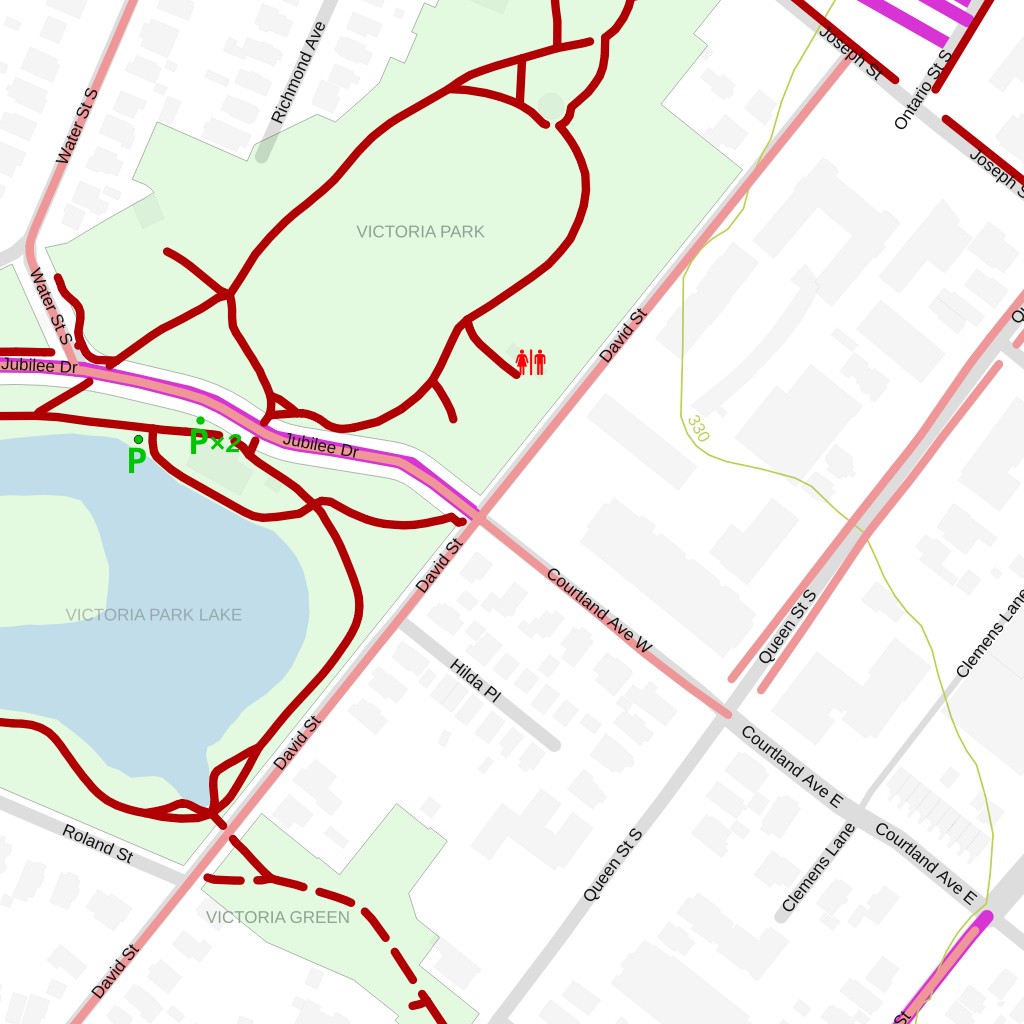 Joseph St
Ontario St S
Richmond Ave
Water St S
Joseph S
VICTORIA PARK
Water St S
David St
Jubilee Dr
330
P×2
P
Jubilee Dr
David St
Courtland Ave W
Queen St S
Clemens Lane
VICTORIA PARK LAKE
Hilda Pl
David St
Courtland Ave E
Roland St
Clemens Lane
Courtland Ave E
Queen St S
VICTORIA GREEN
David St
St